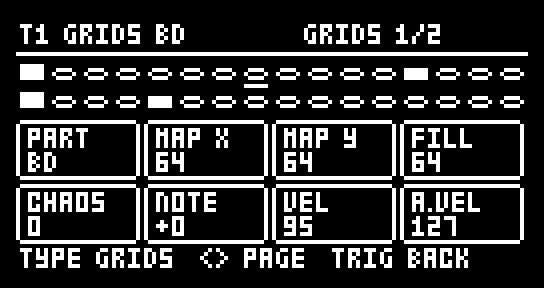 T1 GRIDS BD GRIDS 1/2
PART MAP X MAP Y FILL
BD 64 64 64
CHAOS NOTE VEL A.VEL
0 +0 95 127
TYPE GRIDS <> PAGE TRIG BACK